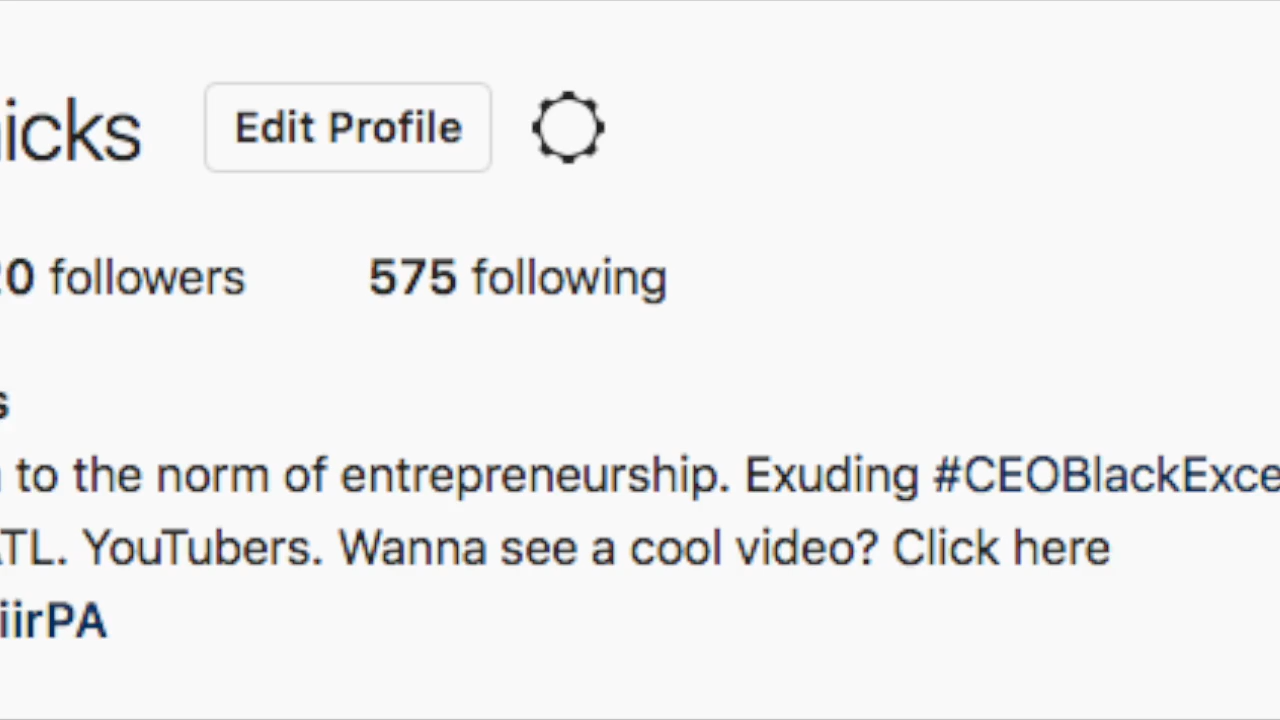 icks Edit Profile
20 followers 575 following
s
to the norm of entrepreneurship. Exuding #CEOBlackExce
TL. YouTubers. Wanna see a cool video? Click here
iirPA